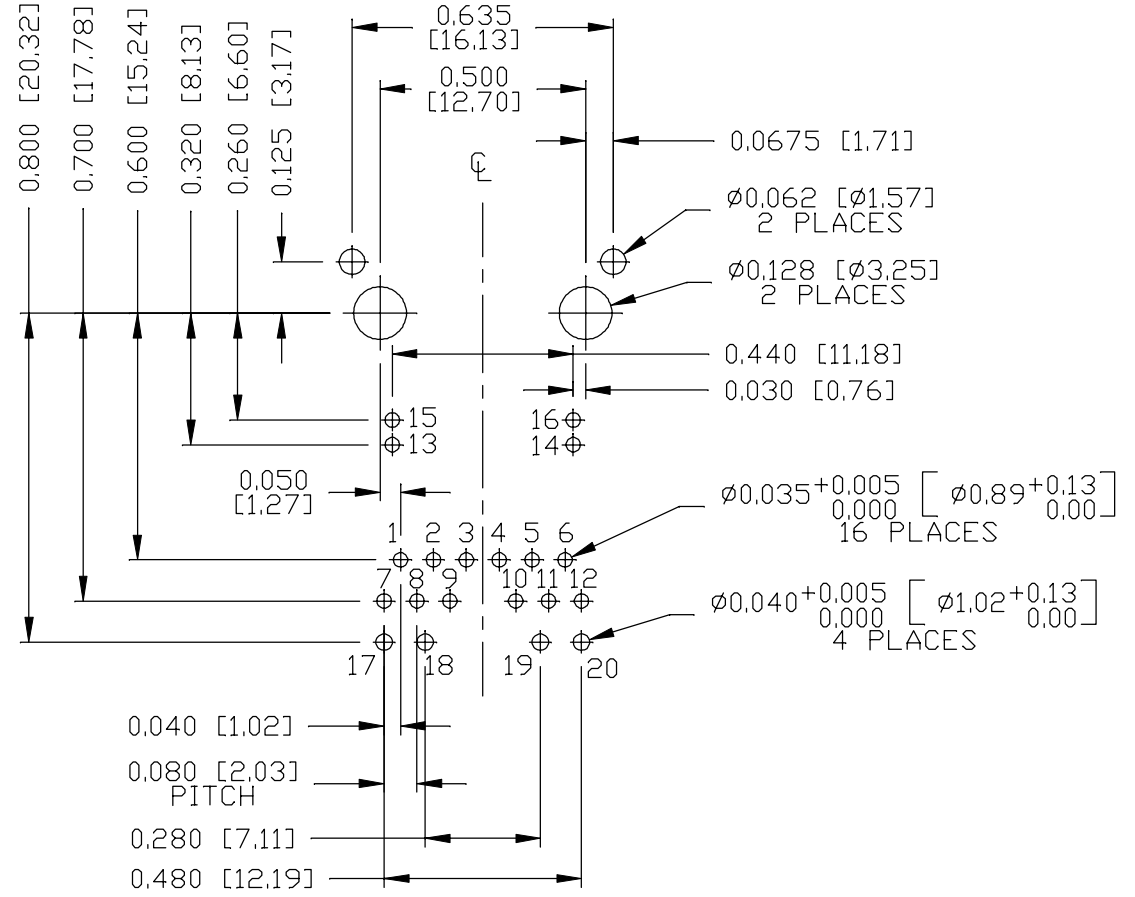 0,800 [20,32]
0,700 [17,78]
0,600 [15,24]
0,320 [8,13]
0,260 [6,60]
0,125 [3,17]
0,635
[16,13]
0,500
[12,70]
0,0675 [1,71]
℄
Ø0,062 [Ø1,57]
2 PLACES
Ø0,128 [Ø3,25]
2 PLACES
0,440 [11,18]
0,030 [0,76]
15
16
13
14
0,050
[1,27]
Ø0,035+0,005 [Ø0,89+0,13]
0,000 0,00
16 PLACES
1 2 3 4 5 6
7 8 9 10 11 12
Ø0,040+0,005 [Ø1,02+0,13]
0,000 0,00
4 PLACES
17 18 19 20
0,040 [1,02]
0,080 [2,03]
PITCH
0,280 [7,11]
0,480 [12,19]